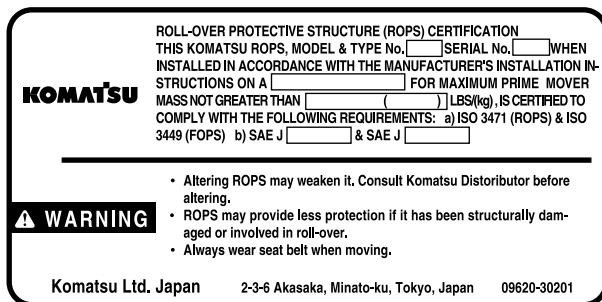 ROLL-OVER PROTECTIVE STRUCTURE (ROPS) CERTIFICATION
THIS KOMATSU ROPS, MODEL & TYPE No. SERIAL No. WHEN
INSTALLED IN ACCORDANCE WITH THE MANUFACTURER'S INSTALLATION IN-
STRUCTIONS ON A FOR MAXIMUM PRIME MOVER
KOMATSU
MASS NOT GREATER THAN ( ) LBS/(kg), IS CERTIFIED TO
COMPLY WITH THE FOLLOWING REQUIREMENTS: a) ISO 3471 (ROPS) & ISO
3449 (FOPS) b) SAE J & SAE J
• Altering ROPS may weaken it. Consult Komatsu Distoributor before
altering.
WARNING
• ROPS may provide less protection if it has been structurally dam-
aged or involved in roll-over.
• Always wear seat belt when moving.
Komatsu Ltd. Japan 2-3-6 Akasaka, Minato-ku, Tokyo, Japan 09620-30201